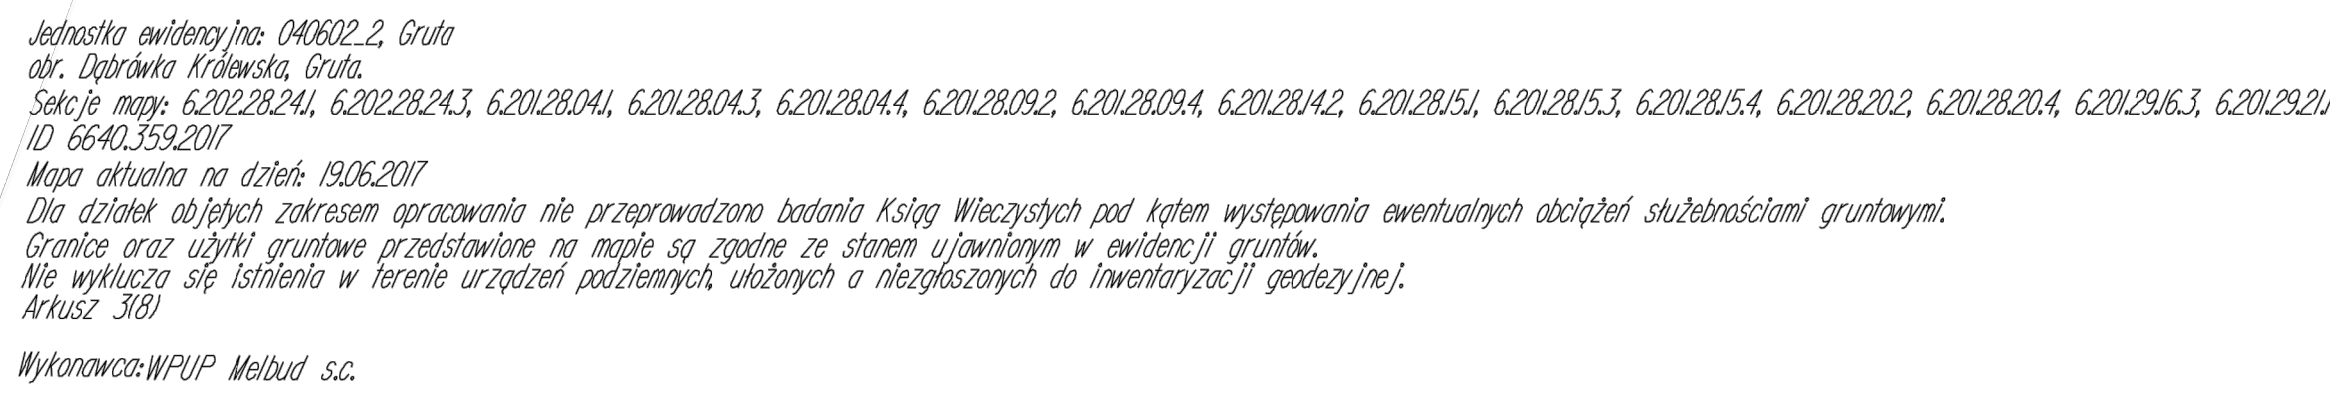 Jednostka ewidencyjna: 040602_2, Gruta
obr. Dąbrówka Królewska, Gruta.
Sekcje mapy: 6.202.28.24.1, 6.202.28.24.3, 6.201.28.04.1, 6.201.28.04.3, 6.201.28.04.4, 6.201.28.09.2, 6.201.28.09.4, 6.201.28.14.2, 6.201.28.15.1, 6.201.28.15.3, 6.201.28.15.4, 6.201.28.20.2, 6.201.28.20.4, 6.201.29.16.3, 6.201.29.21.1
ID 6640.359.2017
Mapa aktualna na dzień: 19.06.2017
Dla działek objętych zakresem opracowania nie przeprowadzono badania Ksiąg Wieczystych pod kątem występowania ewentualnych obciążeń służebnościami gruntowymi.
Granice oraz użytki gruntowe przedstawione na mapie są zgodne ze stanem ujawnionym w ewidencji gruntów.
Nie wyklucza się istnienia w terenie urządzeń podziemnych, ułożonych a niezgłoszonych do inwentaryzacji geodezyjnej.
Arkusz 3(8)
Wykonawca:WPUP Melbud s.c.